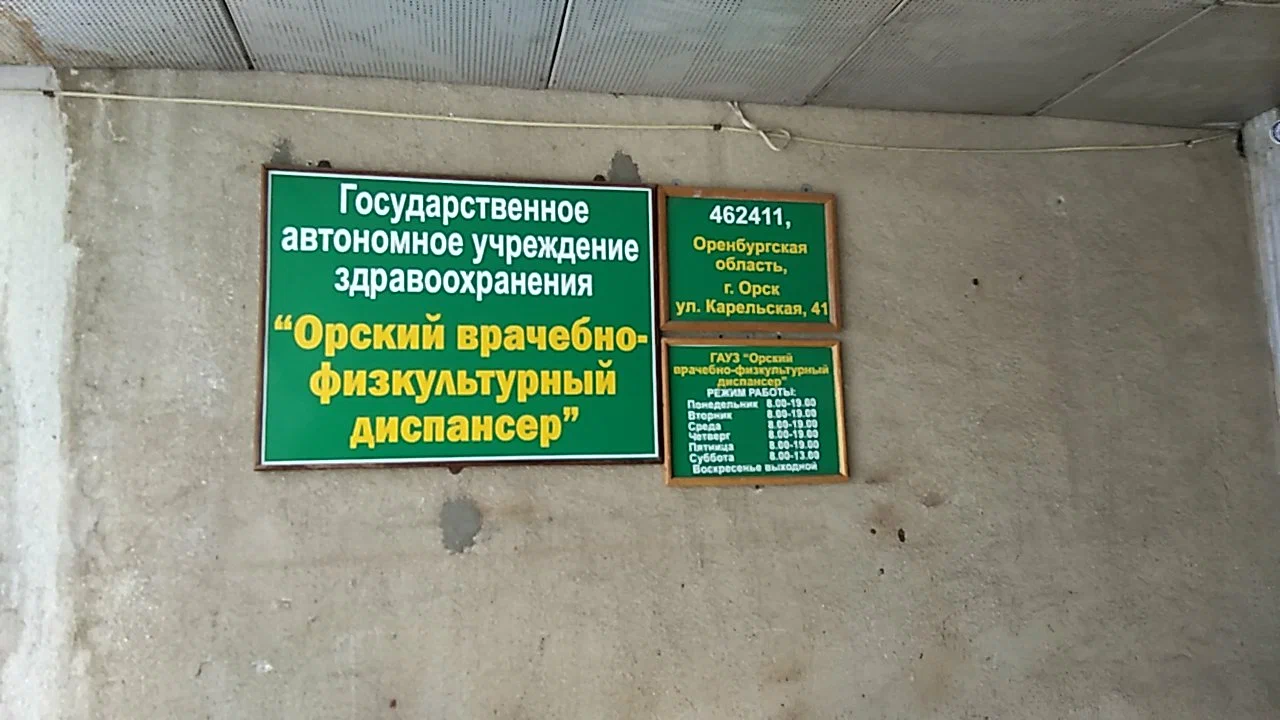 Государственное
автономное учреждение
здравоохранения
“Орский врачебно-
физкультурный
диспансер”
462411,
Оренбургская
область,
г. Орск
ул. Карельская, 41
ГАУЗ “Орский
врачебно-физкультурный
диспансер”
РЕЖИМ РАБОТЫ:
Понедельник 8.00-19.00
Вторник 8.00-19.00
Среда 8.00-19.00
Четверг 8.00-19.00
Пятница 8.00-19.00
Суббота 8.00-13.00
Воскресенье выходной